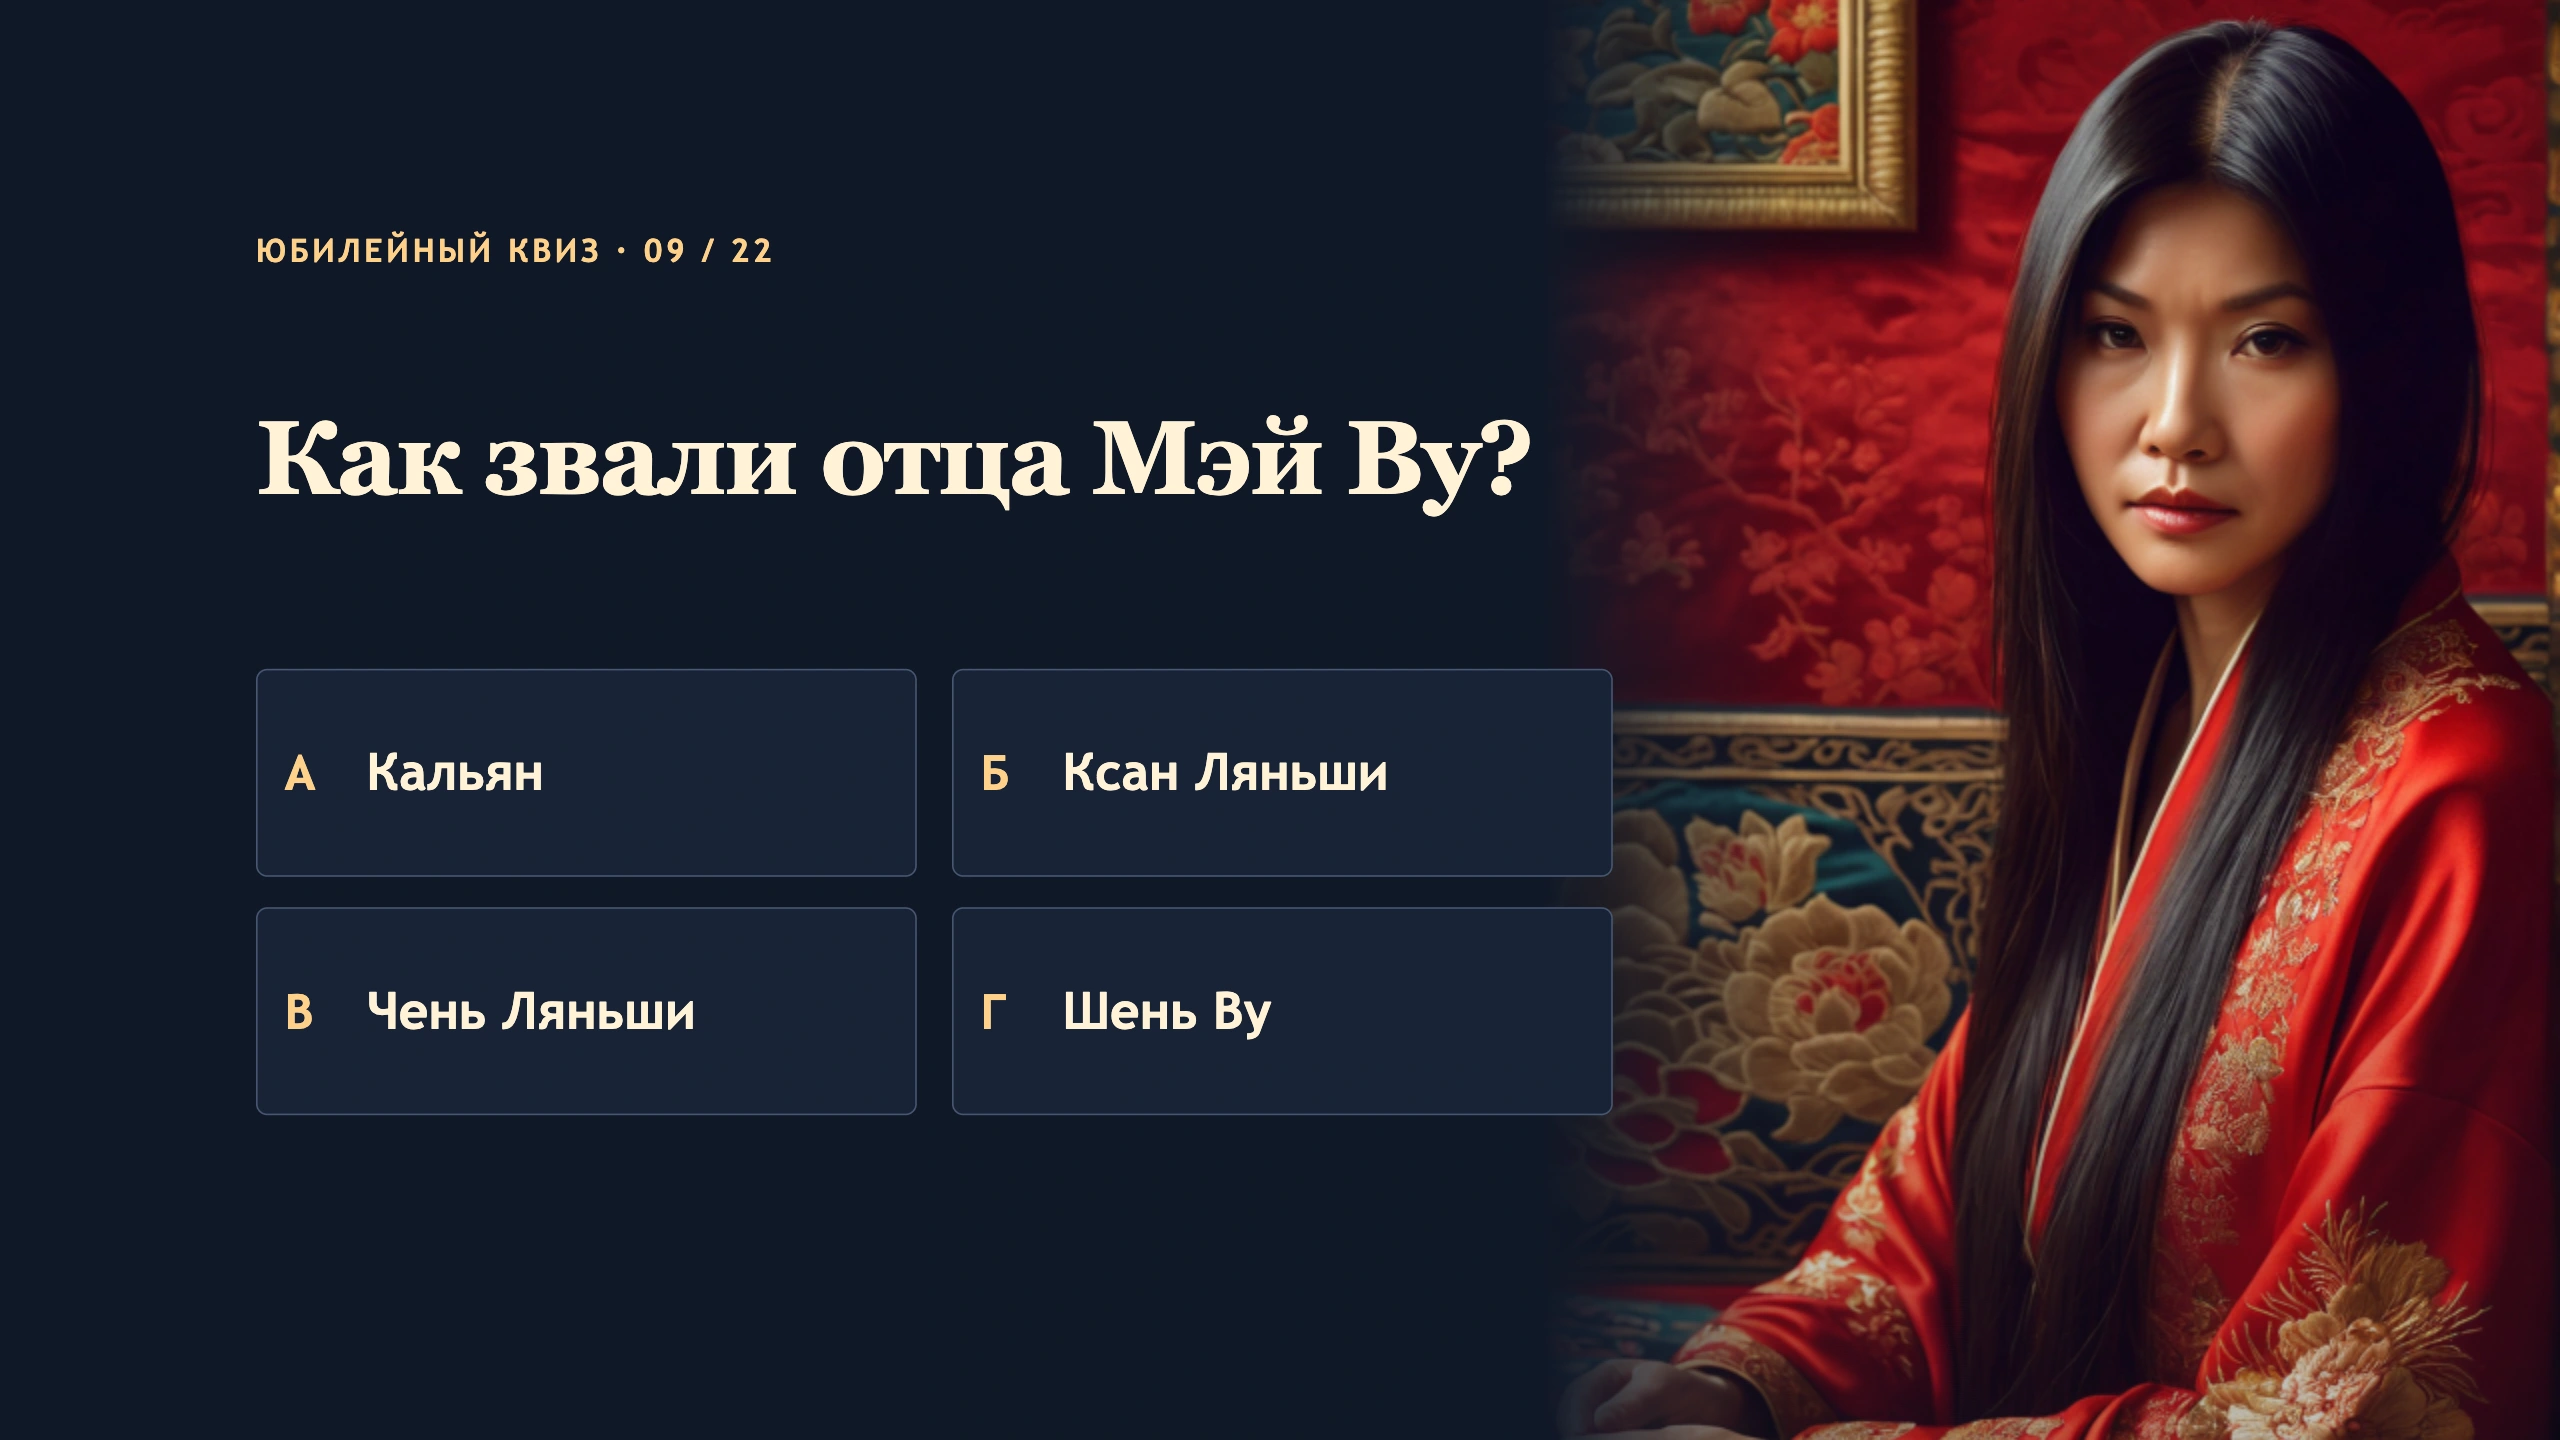 ЮБИЛЕЙНЫЙ КВИЗ · 09 / 22
Как звали отца Мэй Ву?
А Кальян
Б Ксан Ляньши
В Чень Ляньши
Г Шень Ву